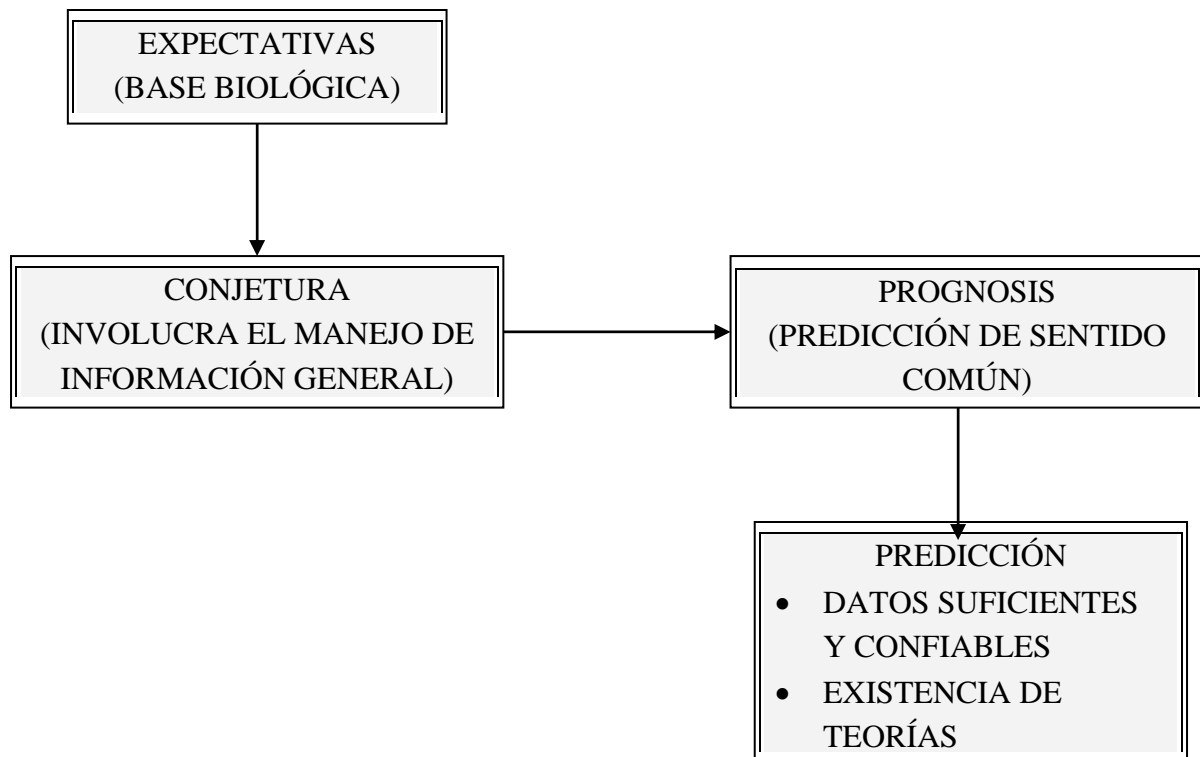 EXPECTATIVAS
(BASE BIOLÓGICA)
CONJETURA
(INVOLUCRA EL MANEJO DE
INFORMACIÓN GENERAL)
PROGNOSIS
(PREDICCIÓN DE SENTIDO
COMÚN)
PREDICCIÓN
• DATOS SUFICIENTES
Y CONFIABLES
• EXISTENCIA DE
TEORÍAS